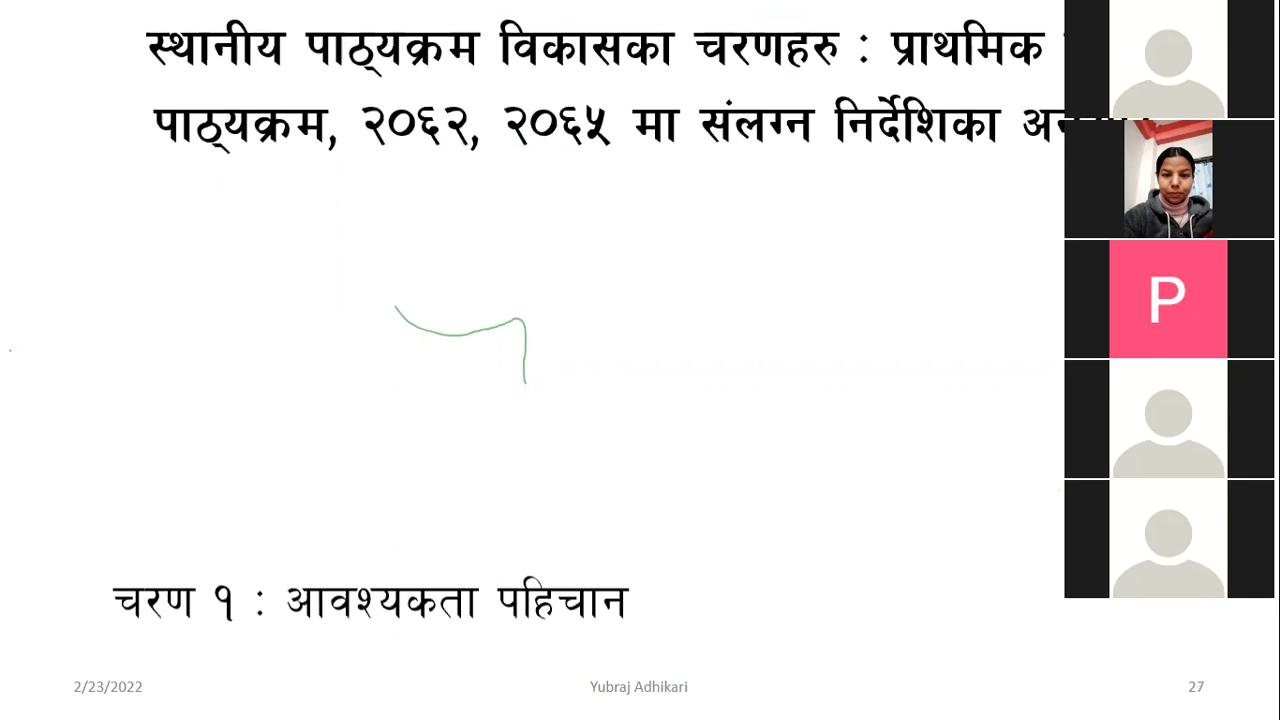 स्थानीय पाठ्यक्रम विकासका चरणहरु : प्राथमिक
पाठ्यक्रम, २०६२, २०६५ मा संलग्न निर्देशिका
P
चरण १ : आवश्यकता पहिचान
2/23/2022 Yubraj Adhikari 27